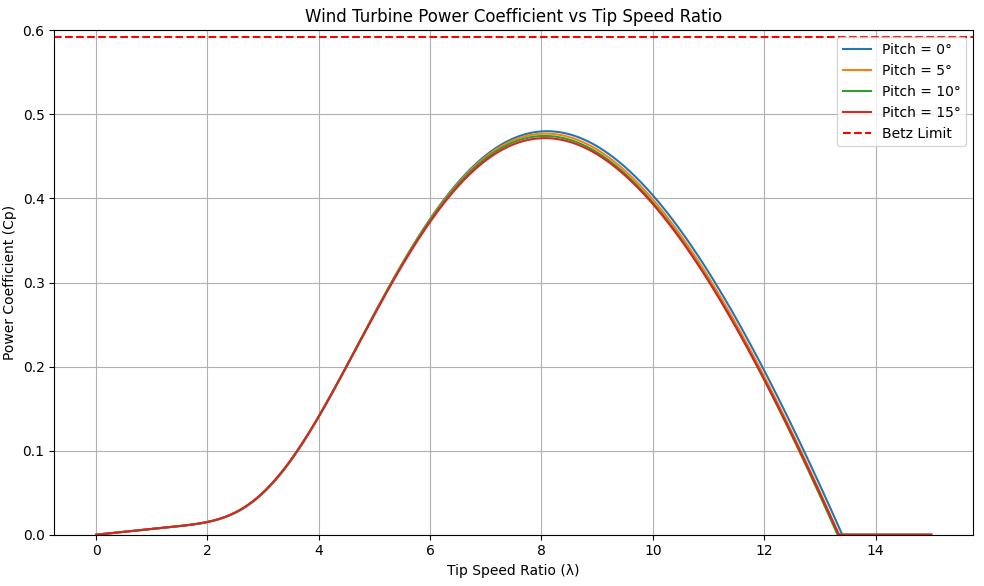 Wind Turbine Power Coefficient vs Tip Speed Ratio
Power Coefficient (Cp)
0.6
0.5
0.4
0.3
0.2
0.1
0.0
Pitch = 0°
Pitch = 5°
Pitch = 10°
Pitch = 15°
Betz Limit
0 2 4 6 8 10 12 14
Tip Speed Ratio (λ)